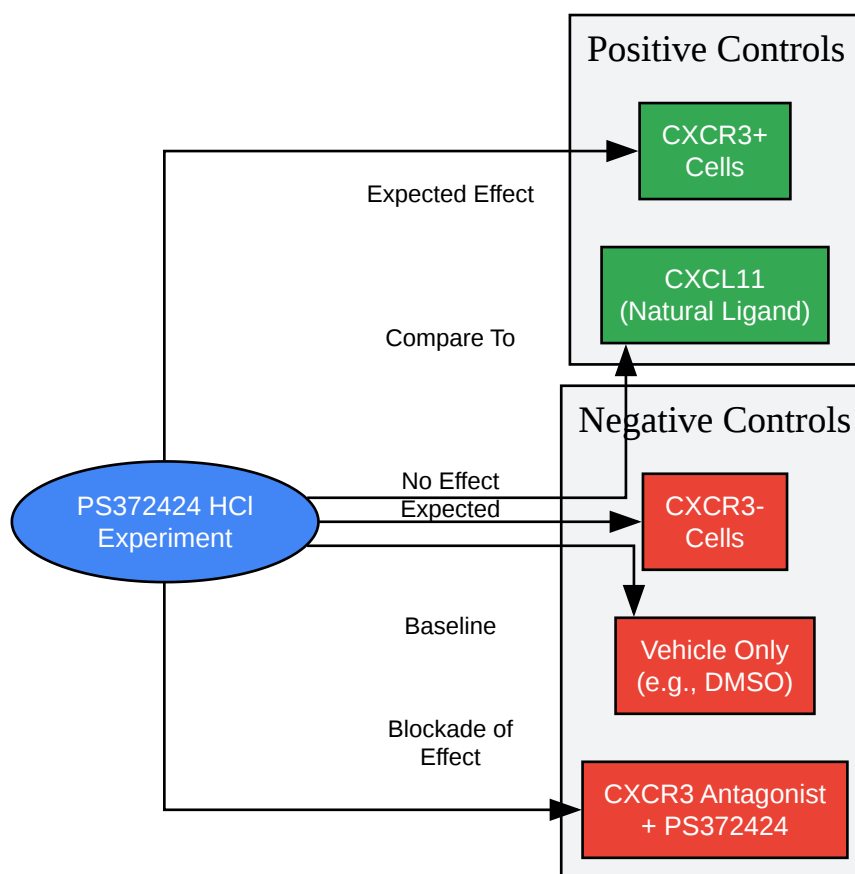 Positive Controls
CXCR3+
Cells
Expected Effect
CXCL11
(Natural Ligand)
Compare To
Negative Controls
No Effect
Expected
CXCR3-
Cells
PS372424 HCl
Experiment
Baseline
Vehicle Only
(e.g., DMSO)
Blockade of
Effect
CXCR3 Antagonist
+ PS372424